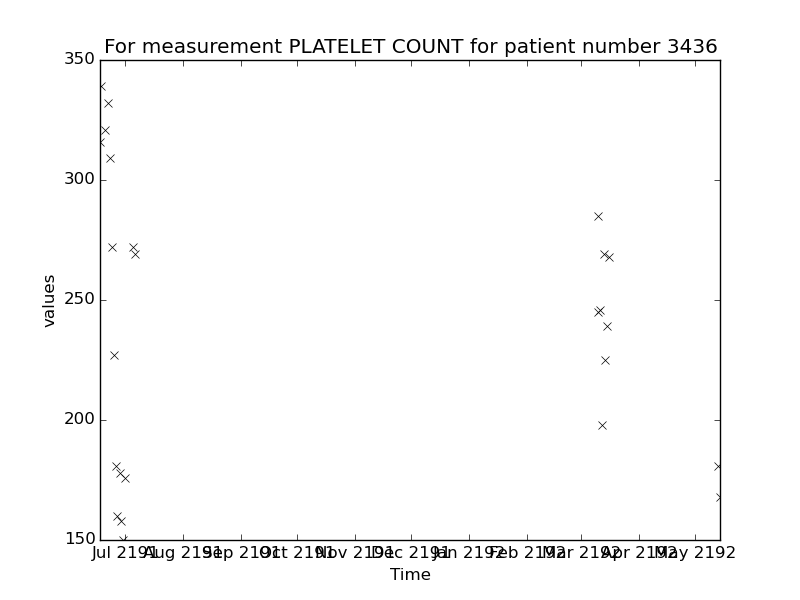 For measurement PLATELET COUNT for patient number 3436
350
300
250
200
150
values
Jul 2191 Aug 2191 Sep 2191 Oct 2191 Nov 2191 Dec 2191 Jan 2192 Feb 2192 Mar 2192 Apr 2192 May 2192
Time